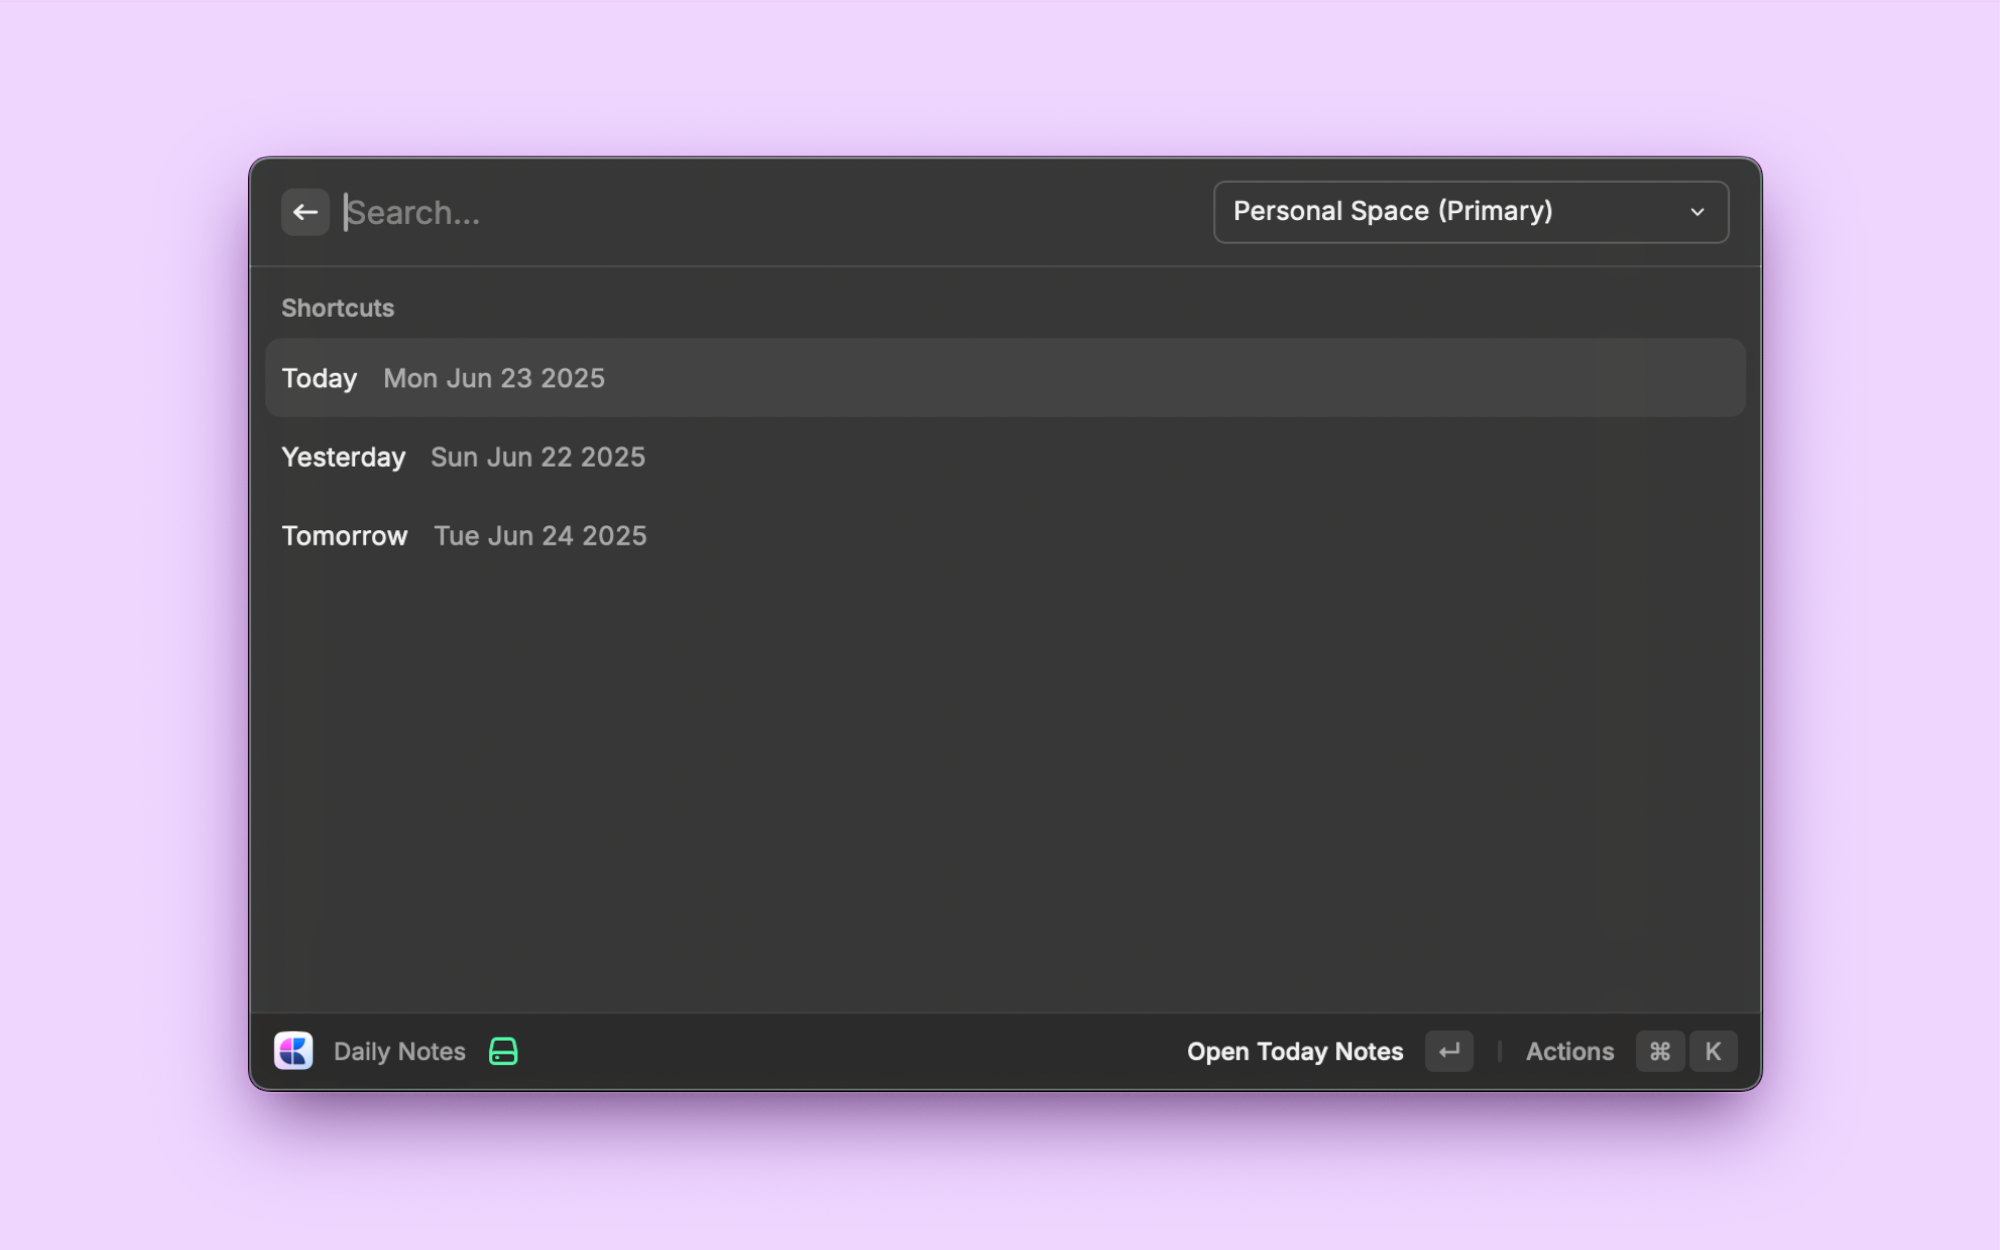 Search...
Personal Space (Primary)
Shortcuts
Today Mon Jun 23 2025
Yesterday Sun Jun 22 2025
Tomorrow Tue Jun 24 2025
Daily Notes
Open Today Notes ↵ Actions ⌘ K